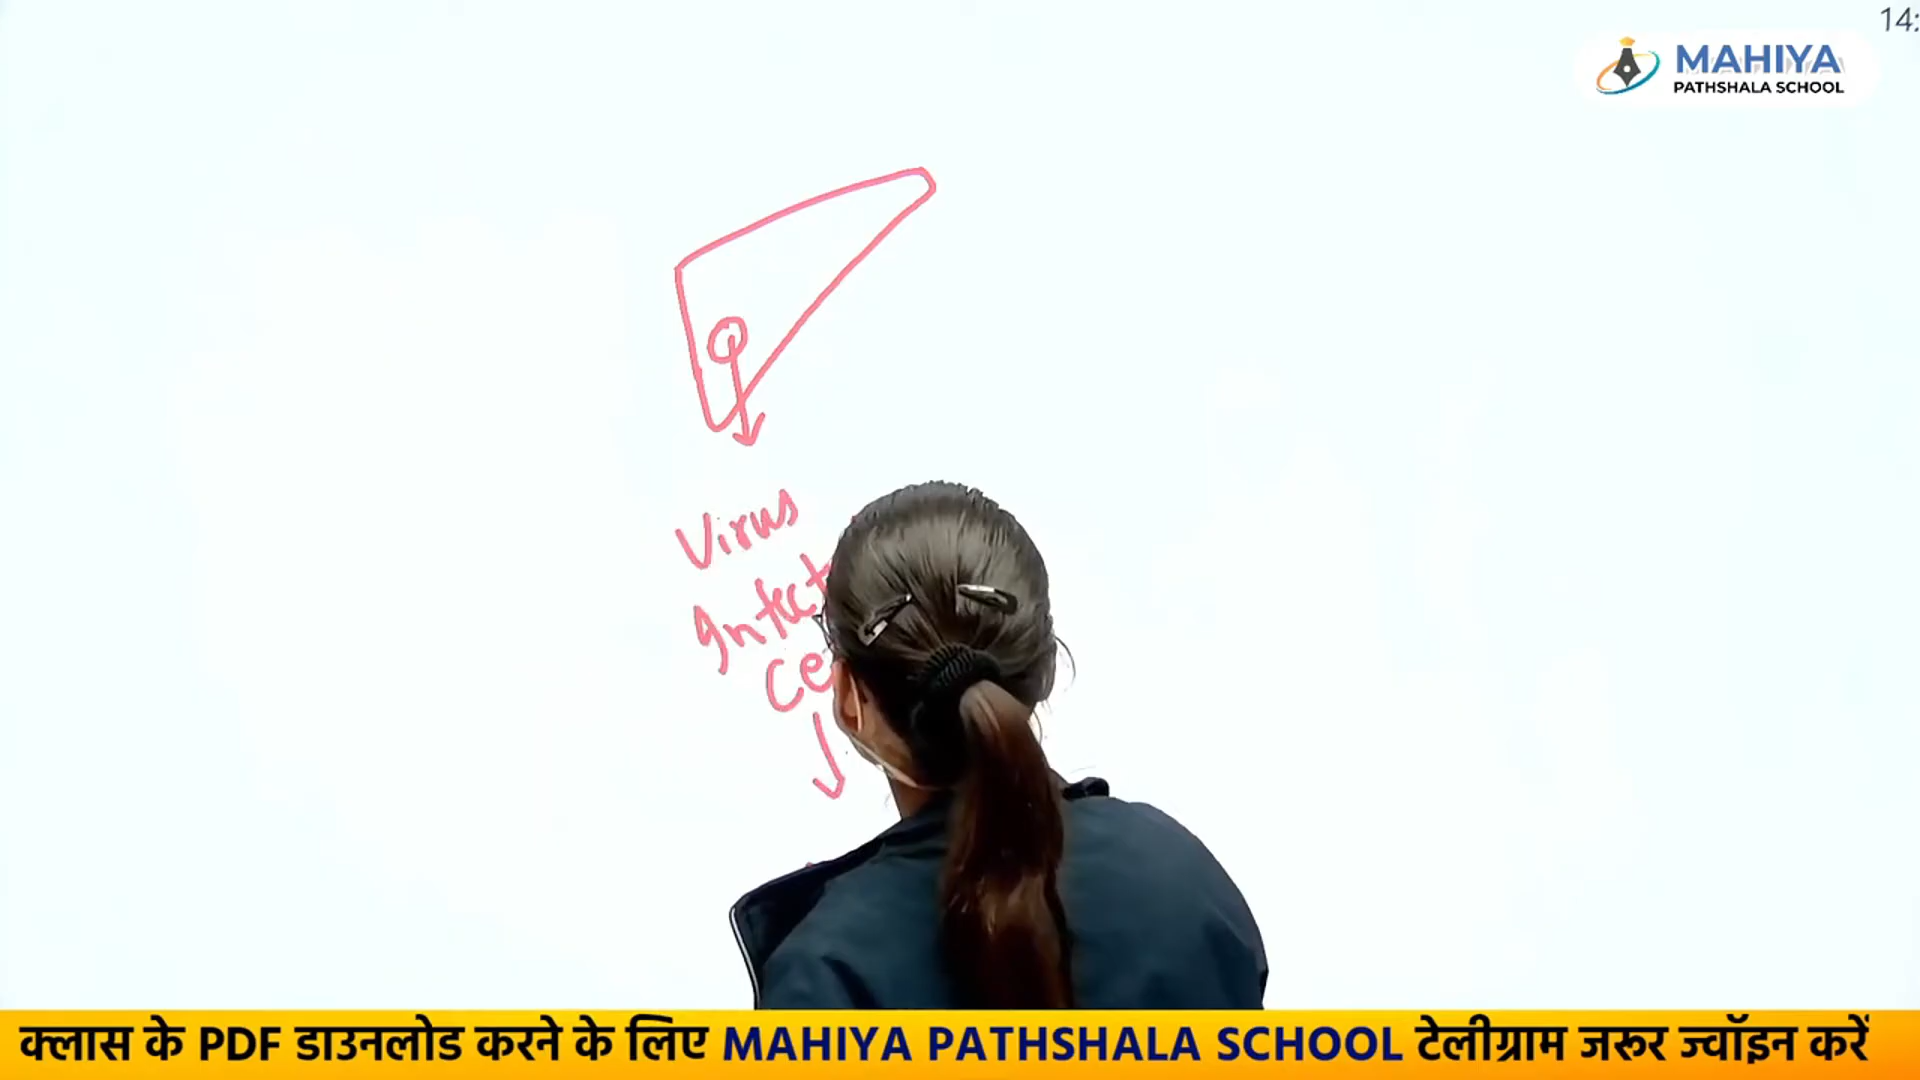 14:
MAHIYA
PATHSHALA SCHOOL
Virus
क्लास के PDF डाउनलोड करने के लिए MAHIYA PATHSHALA SCHOOL टेलीग्राम जरूर ज्वॉइन करें